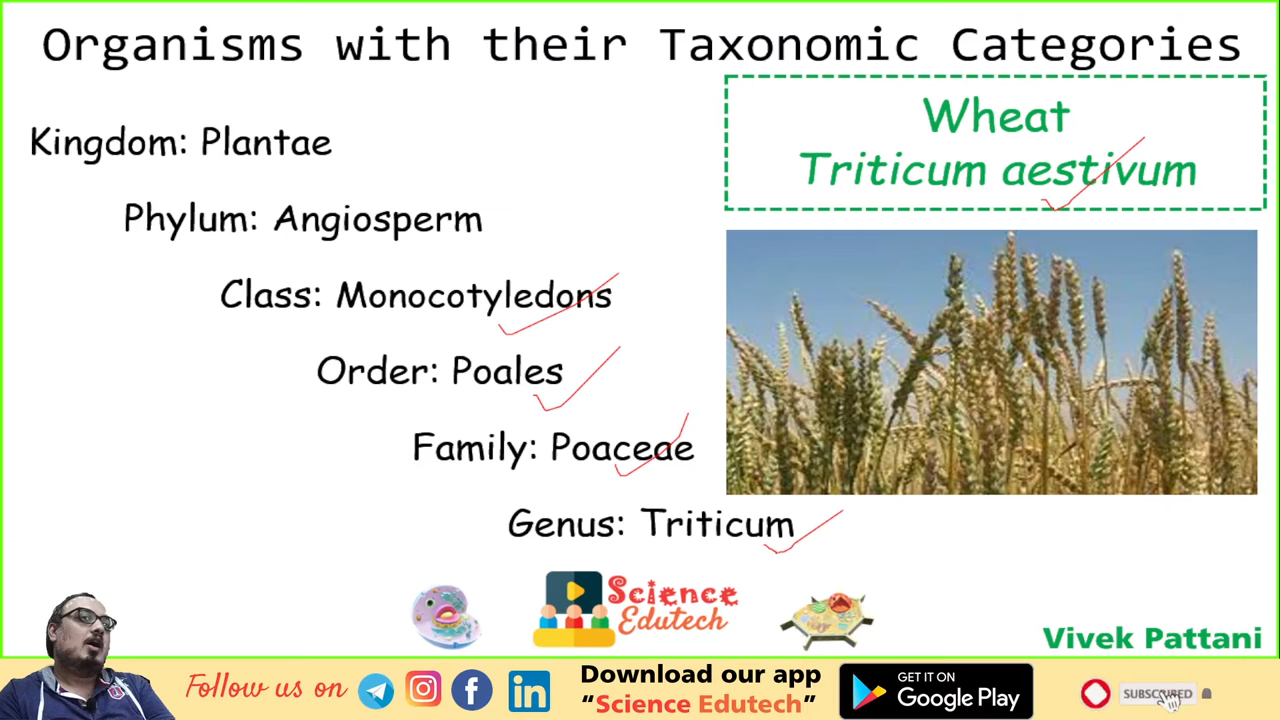 Organisms with their Taxonomic Categories
Wheat
Triticum aestivum
Kingdom: Plantae
Phylum: Angiosperm
Class: Monocotyledons
Order: Poales
Family: Poaceae
Genus: Triticum
Science
Edutech
Vivek Pattani
Follow us on
Download our app
“Science Edutech”
GET IT ON
Google Play
SUBSCRIBED